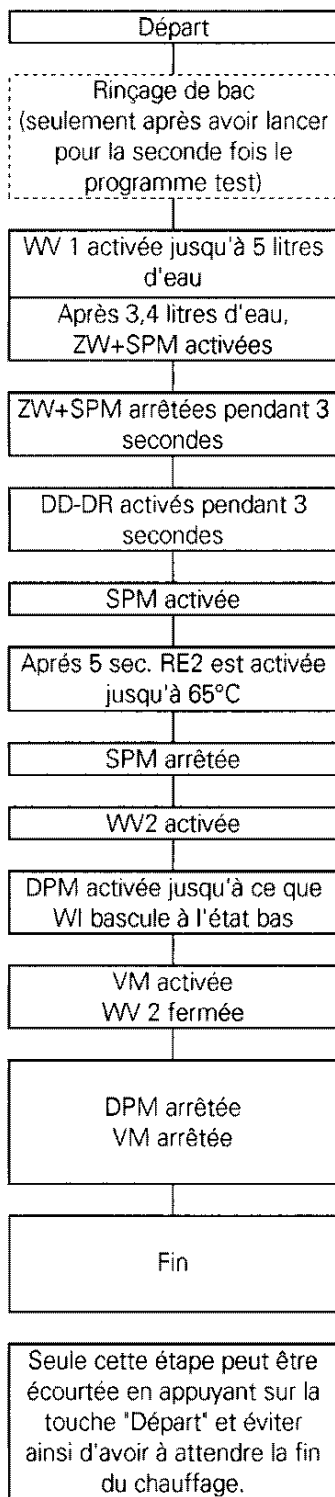 Départ
Rinçage de bac
(seulement après avoir lancer
pour la seconde fois le
programme test)
WV 1 activée jusqu'à 5 litres
d'eau
Après 3,4 litres d'eau,
ZW+SPM activées
ZW+SPM arrêtées pendant 3
secondes
DD-DR activés pendant 3
secondes
SPM activée
Aprés 5 sec. RE2 est activée
jusqu'à 65°C
SPM arrêtée
WV2 activée
DPM activée jusqu'à ce que
WI bascule à l'état bas
VM activée
WV 2 fermée
DPM arrêtée
VM arrêtée
Fin
Seule cette étape peut être
écourtée en appuyant sur la
touche "Départ" et éviter
ainsi d'avoir à attendre la fin
du chauffage.